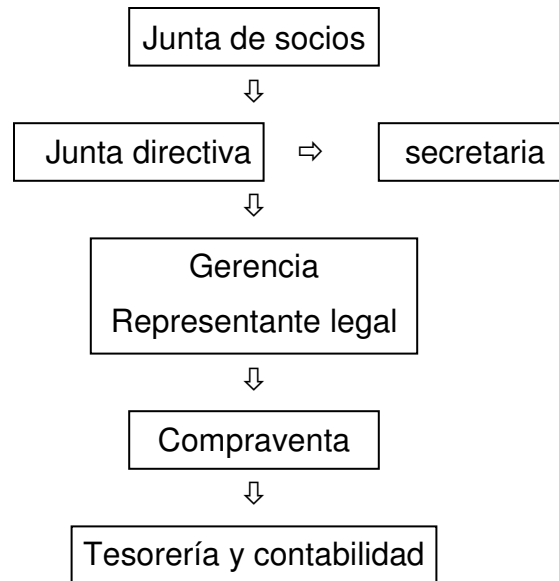 Junta de socios
Junta directiva ⇨ secretaria
Gerencia
Representante legal
Compraventa
Tesorería y contabilidad